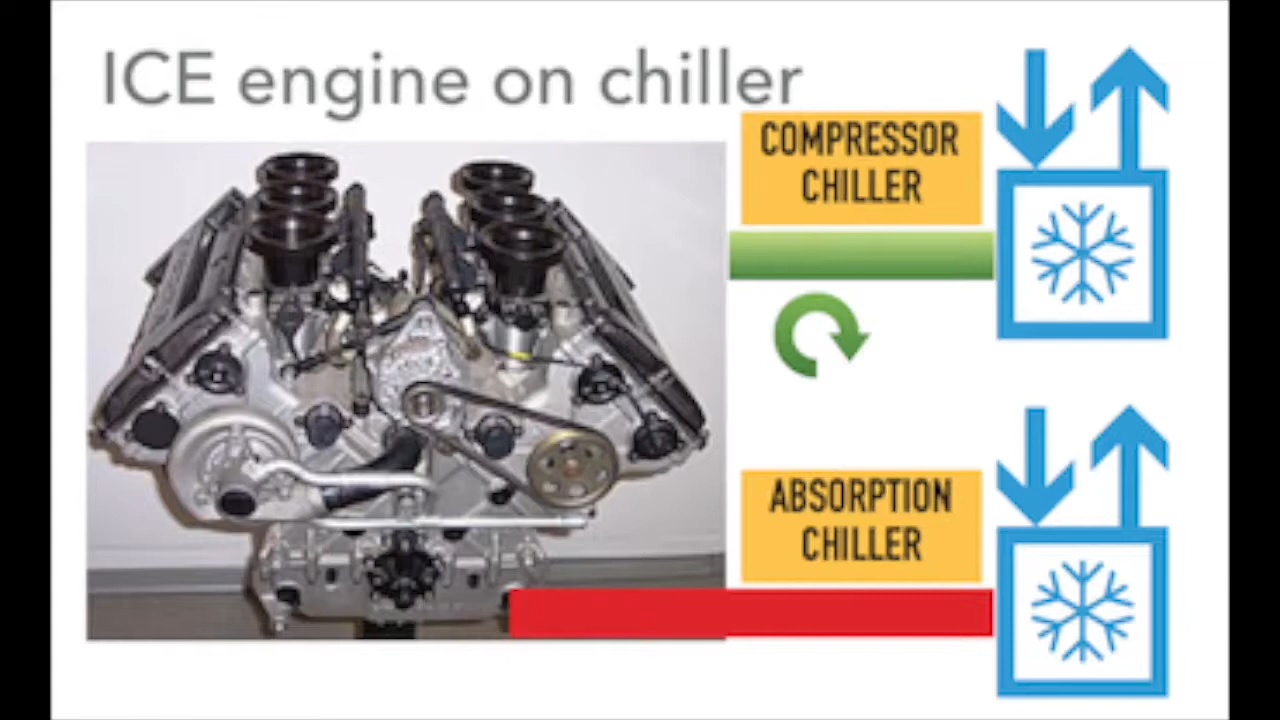 ICE engine on chiller
COMPRESSOR
CHILLER
ABSORPTION
CHILLER